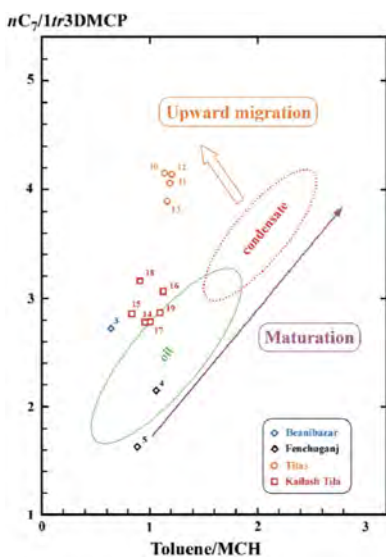 nC7/1tr3DMCP
5
Upward migration
10
12
11
13
4
condensate
18
16
3
15
14
19
17
3
Maturation
oil
4
2
5
Beanibazar
Fenchuganj
Titas
Kailash Tila
1
0
1
2
3
Toluene/MCH